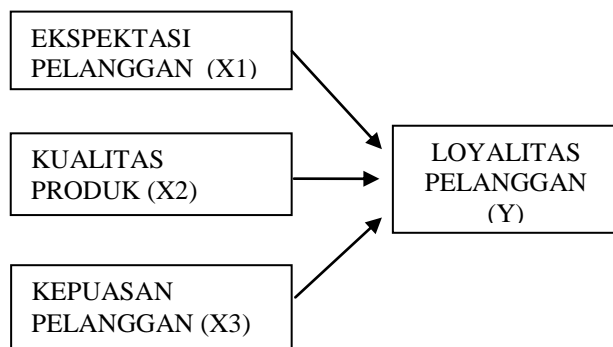 EKSPEKTASI
PELANGGAN (X1)
KUALITAS
PRODUK (X2)
LOYALITAS
PELANGGAN
(Y)
KEPUASAN
PELANGGAN (X3)